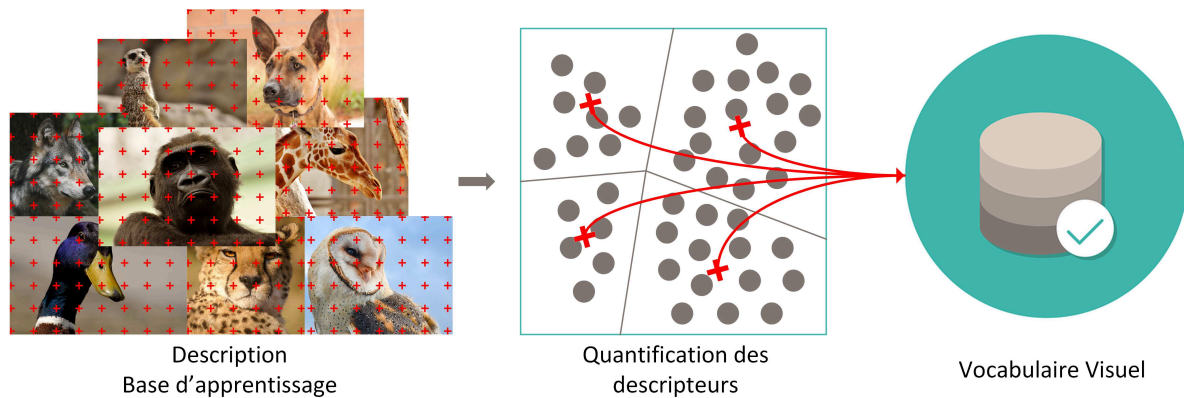 Description
Base d'apprentissage
Quantification des
descripteurs
Vocabulaire Visuel